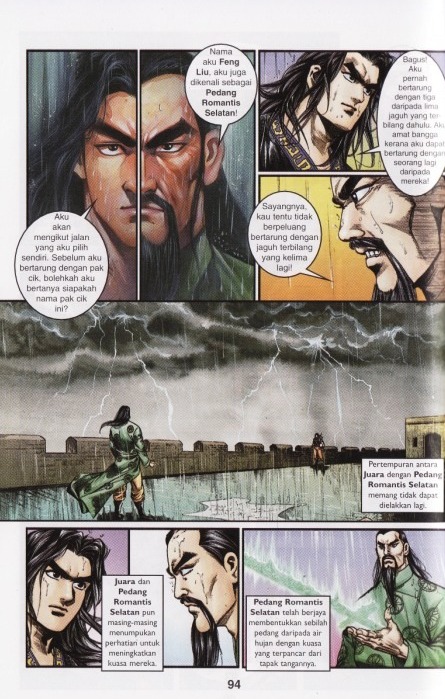 Aku
akan
mengikut jalan
yang aku pilih
sendiri. Sebelum aku
bertarung dengan pak
cik, bolehkah aku
bertanya siapakah
nama pak cik
ini?
Nama
aku Feng
Liu, aku juga
dikenali sebagai
Pedang
Romantis
Selatan!
Bagus!
Aku
pernah
bertarung
dengan tiga
daripada lima
jaguh yang ter-
bilang dahulu. Aku
amat bangga
kerana aku dapat
bertarung dengan
seorang lagi
daripada
mereka!
Sayangnya,
kau tentu tidak
berpeluang
bertarung dengan
jaguh terbilang
yang kelima
lagi!
Pertempuran antara
Juara dengan Pedang
Romantis Selatan
memang tidak dapat
dielakkan lagi.
Juara dan
Pedang
Romantis
Selatan pun
masing-masing
menumpukan
perhatian untuk
meningkatkan
kuasa mereka.
Pedang Romantis
Selatan telah berjaya
membentukkan sebilah
pedang daripada air
hujan dengan kuasa
yang terpancar dari
tapak tangannya.
94